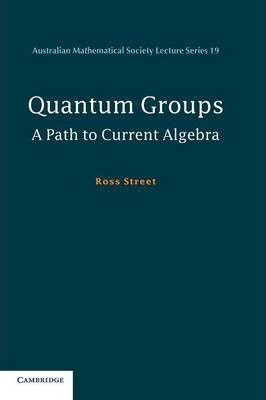 Australian Mathematical Society Lecture Series 19
Quantum Groups
A Path to Current Algebra
Ross Street
CAMBRIDGE